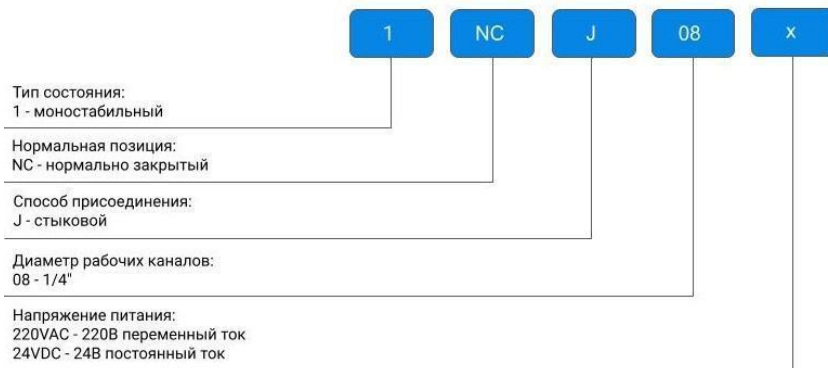 1 NC J 08 x
Тип состояния:
1 - моностабильный
Нормальная позиция:
NC - нормально закрытый
Способ присоединения:
J - стыковой
Диаметр рабочих каналов:
08 - 1/4"
Напряжение питания:
220VAC - 220В переменный ток
24VDC - 24В постоянный ток